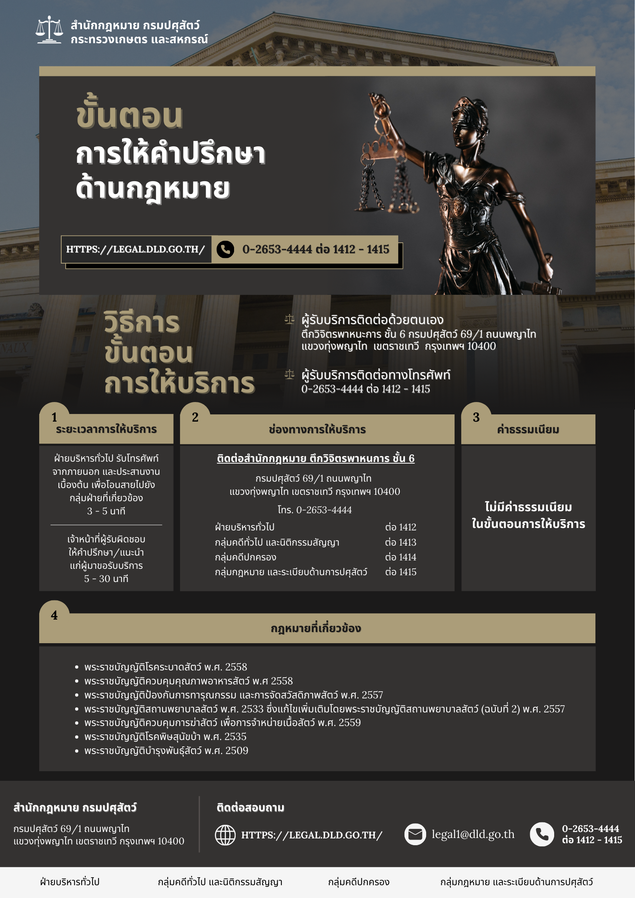 สำนักกฎหมาย กรมปศุสัตว์
กระทรวงเกษตร และสหกรณ์
ขั้นตอน
การให้คำปรึกษา
ด้านกฎหมาย
HTTPS://LEGAL.DLD.GO.TH/
0-2653-4444 ต่อ 1412 - 1415
วิธีการ
ขั้นตอน
การให้บริการ
ผู้รับบริการติดต่อด้วยตนเอง
ตึกวิจิตรพาหนะการ ชั้น 6 กรมปศุสัตว์ 69/1 ถนนพญาไท
แขวงทุ่งพญาไท เขตราชเทวี กรุงเทพฯ 10400
ผู้รับบริการติดต่อทางโทรศัพท์
0-2653-4444 ต่อ 1412 - 1415
1
ระยะเวลาการให้บริการ
ฝ่ายบริหารทั่วไป รับโทรศัพท์
จากภายนอก และประสานงาน
เบื้องต้น เพื่อโอนสายไปยัง
กลุ่มฝ่ายที่เกี่ยวข้อง
3 - 5 นาที
เจ้าหน้าที่ผู้รับผิดชอบ
ให้คำปรึกษา/แนะนำ
แก่ผู้มาขอรับบริการ
5 - 30 นาที
2
ช่องทางการให้บริการ
ติดต่อสำนักกฎหมาย ตึกวิจิตรพาหนการ ชั้น 6
กรมปศุสัตว์ 69/1 ถนนพญาไท
แขวงทุ่งพญาไท เขตราชเทวี กรุงเทพฯ 10400
โทร. 0-2653-4444
ฝ่ายบริหารทั่วไป ต่อ 1412
กลุ่มคดีทั่วไป และนิติกรรมสัญญา ต่อ 1413
กลุ่มคดีปกครอง ต่อ 1414
กลุ่มกฎหมาย และระเบียบด้านการปศุสัตว์ ต่อ 1415
3
ค่าธรรมเนียม
ไม่มีค่าธรรมเนียม
ในขั้นตอนการให้บริการ
4
กฎหมายที่เกี่ยวข้อง
• พระราชบัญญัติโรคระบาดสัตว์ พ.ศ. 2558
• พระราชบัญญัติควบคุมคุณภาพอาหารสัตว์ พ.ศ 2558
• พระราชบัญญัติป้องกันการทารุณกรรม และการจัดสวัสดิภาพสัตว์ พ.ศ. 2557
• พระราชบัญญัติสถานพยาบาลสัตว์ พ.ศ. 2533 ซึ่งแก้ไขเพิ่มเติมโดยพระราชบัญญัติสถานพยาบาลสัตว์ (ฉบับที่ 2) พ.ศ. 2557
• พระราชบัญญัติควบคุมการฆ่าสัตว์ เพื่อการจำหน่ายเนื้อสัตว์ พ.ศ. 2559
• พระราชบัญญัติโรคพิษสุนัขบ้า พ.ศ. 2535
• พระราชบัญญัติบำรุงพันธุ์สัตว์ พ.ศ. 2509
สำนักกฎหมาย กรมปศุสัตว์
กรมปศุสัตว์ 69/1 ถนนพญาไท
แขวงทุ่งพญาไท เขตราชเทวี กรุงเทพฯ 10400
ติดต่อสอบถาม
HTTPS://LEGAL.DLD.GO.TH/
legal1@dld.go.th
0-2653-4444
ต่อ 1412 - 1415
ฝ่ายบริหารทั่วไป
กลุ่มคดีทั่วไป และนิติกรรมสัญญา
กลุ่มคดีปกครอง
กลุ่มกฎหมาย และระเบียบด้านการปศุสัตว์